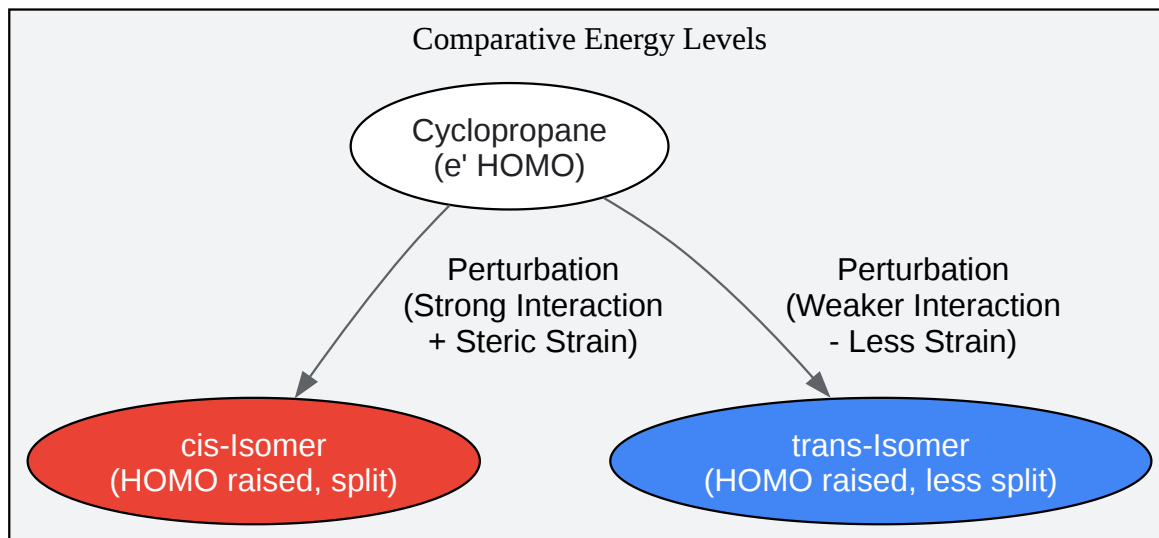 Comparative Energy Levels
Cyclopropane
(e' HOMO)
Perturbation
(Strong Interaction
+ Steric Strain)
Perturbation
(Weaker Interaction
- Less Strain)
cis-Isomer
(HOMO raised, split)
trans-Isomer
(HOMO raised, less split)